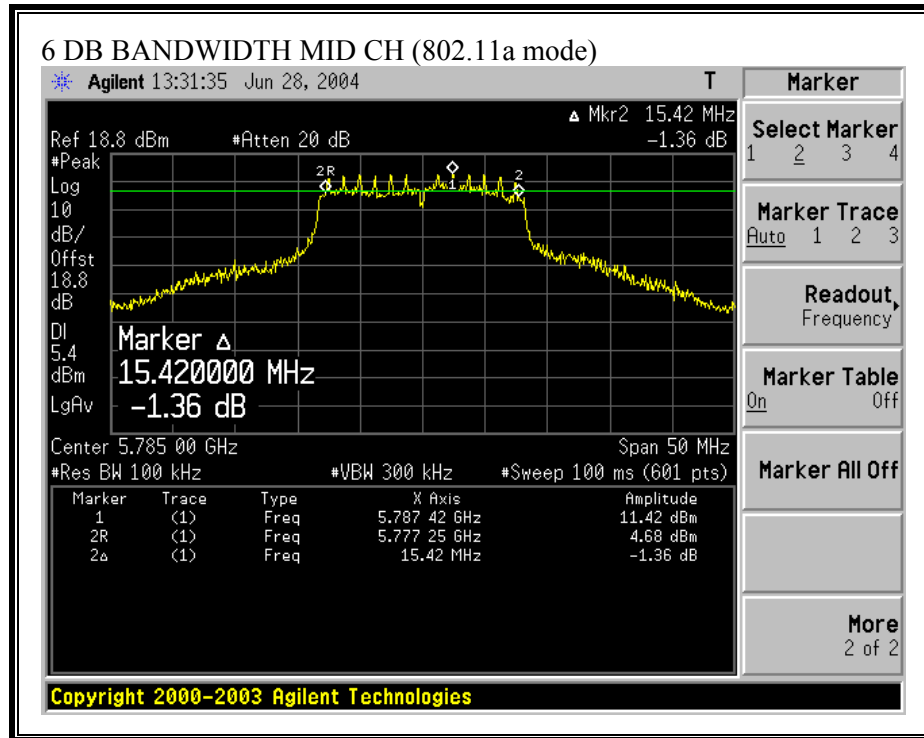 6 DB BANDWIDTH MID CH (802.11a mode)
Agilent 13:31:35 Jun 28, 2004 T
Marker
Δ Mkr2 15.42 MHz
Ref 18.8 dBm #Atten 20 dB -1.36 dB
#Peak
Log
10
dB/
Offst
18.8
dB
DI
5.4
dBm
LgAv
2R
1
2
Marker Δ
15.420000 MHz
-1.36 dB
Center 5.785 00 GHz Span 50 MHz
#Res BW 100 kHz #VBW 300 kHz #Sweep 100 ms (601 pts)
Marker Trace Type X Axis Amplitude
1 (1) Freq 5.787 42 GHz 11.42 dBm
2R (1) Freq 5.777 25 GHz 4.68 dBm
2Δ (1) Freq 15.42 MHz -1.36 dB
Select Marker
1 2 3 4
Marker Trace
Auto 1 2 3
Readout
Frequency
Marker Table
On Off
Marker All Off
More
2 of 2
Copyright 2000-2003 Agilent Technologies